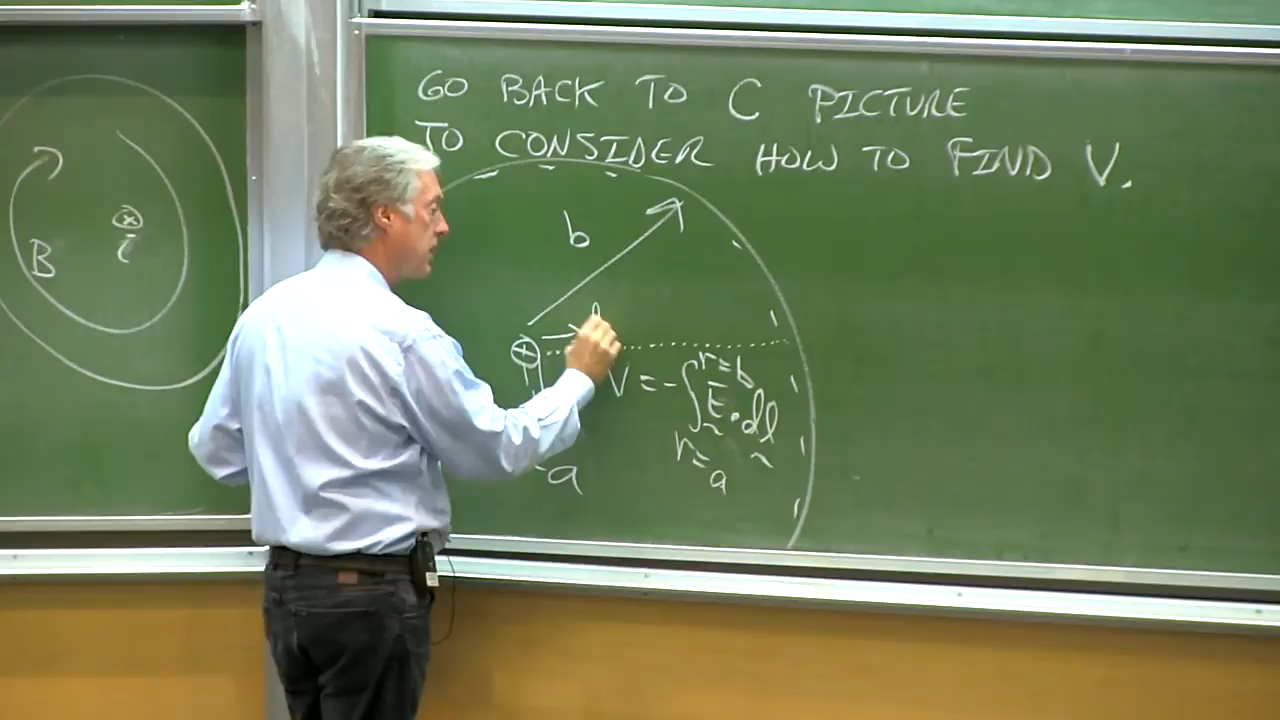 GO BACK TO C PICTURE
TO CONSIDER HOW TO FIND V.
b
B
i
V = -∫ E · dl
r=b
r=a
a